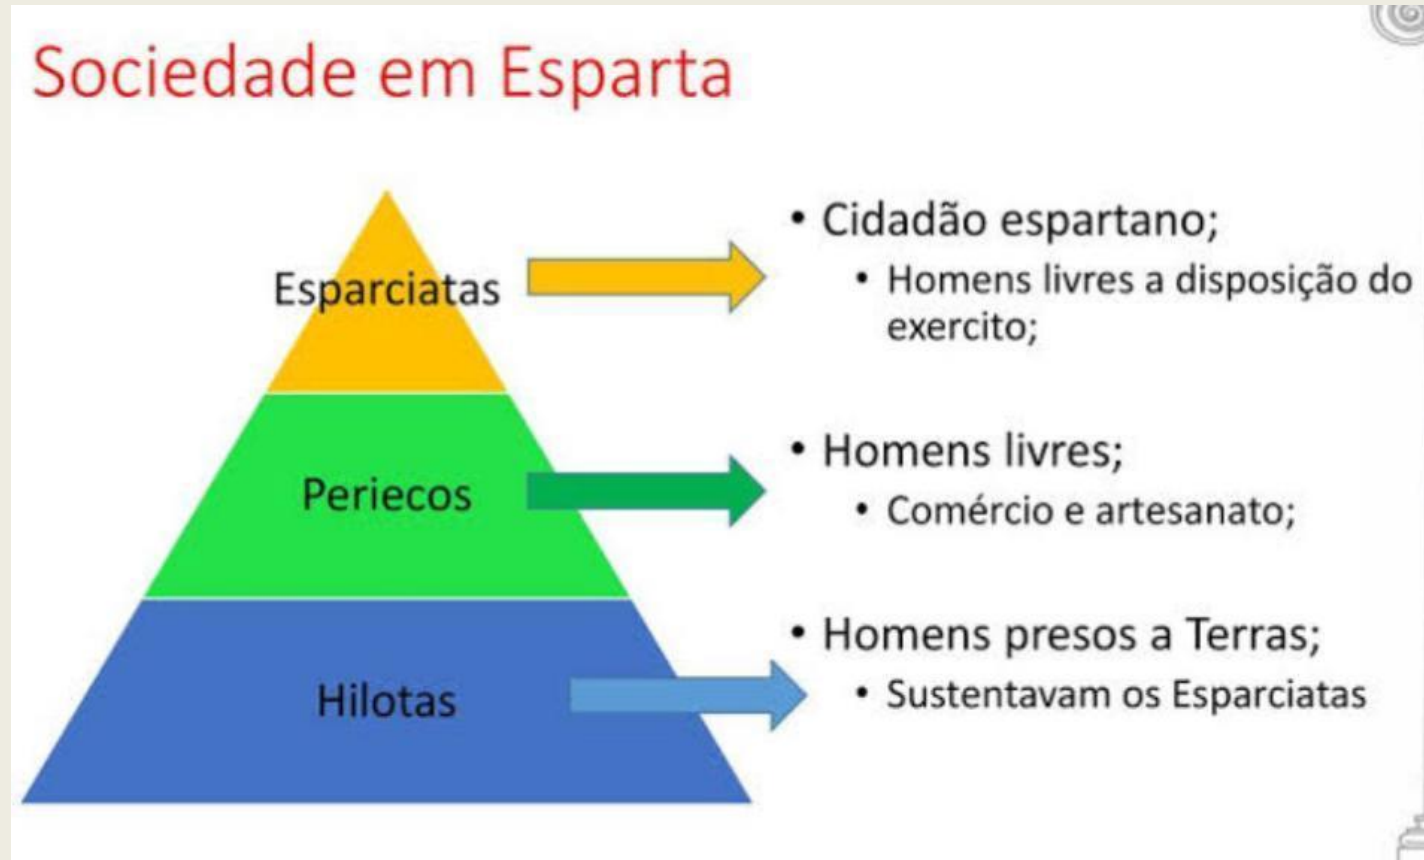 Sociedade em Esparta
Esparciatas
• Cidadão espartano;
• Homens livres a disposição do
exercito;
Periecos
• Homens livres;
• Comércio e artesanato;
Hilotas
• Homens presos a Terras;
• Sustentavam os Esparciatas